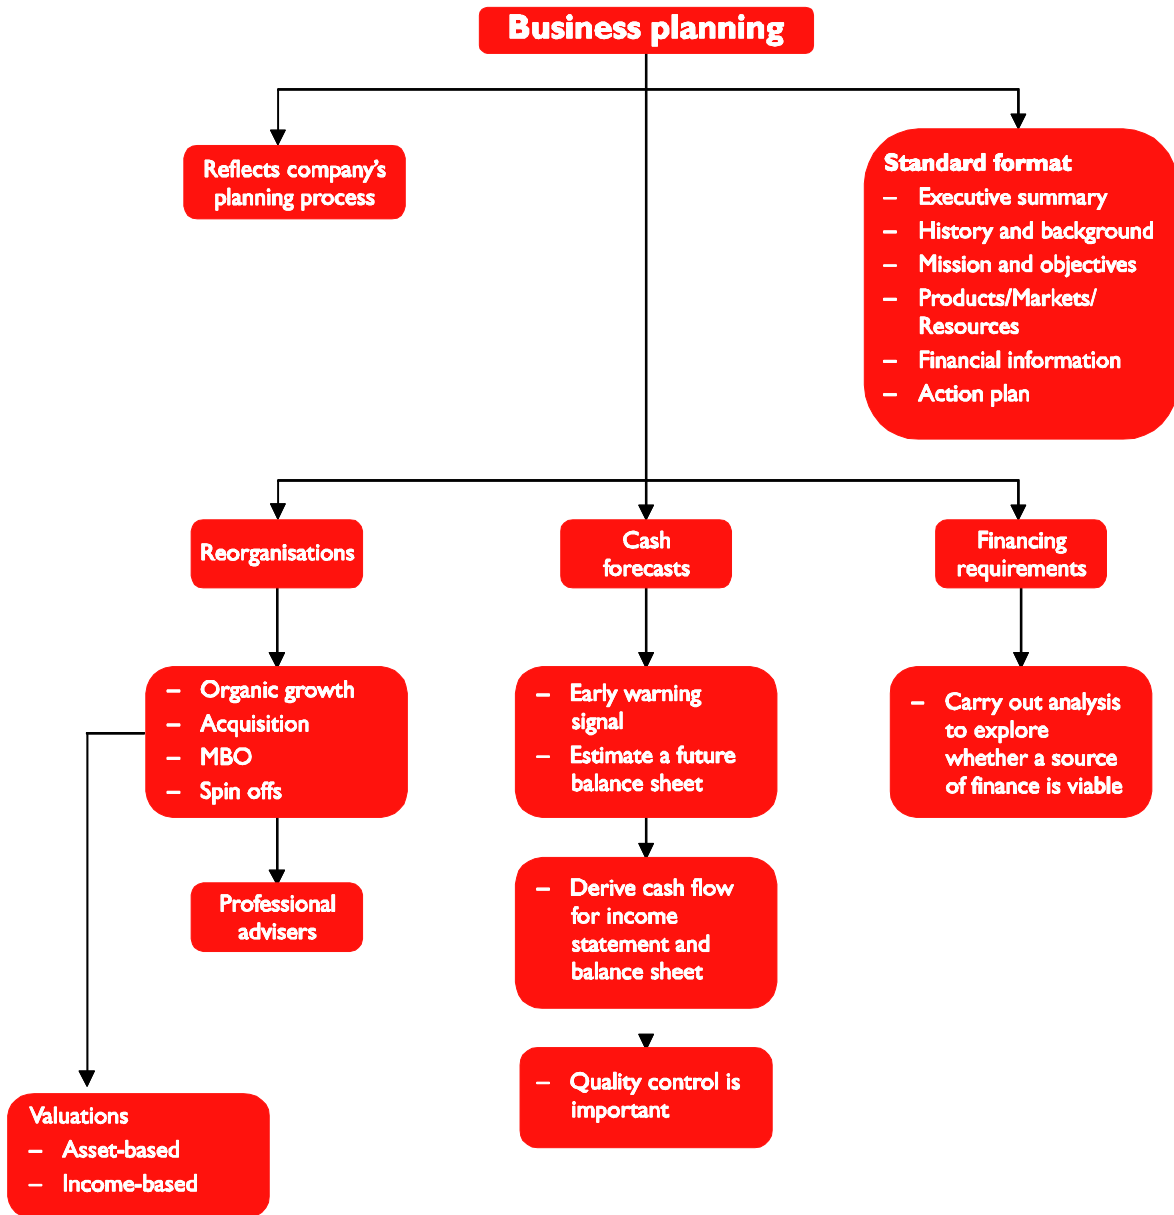 Business planning
Reflects company's
planning process
Standard format
– Executive summary
– History and background
– Mission and objectives
– Products/Markets/
Resources
– Financial information
– Action plan
Reorganisations
Cash
forecasts
Financing
requirements
– Organic growth
– Acquisition
– MBO
– Spin offs
– Early warning
signal
– Estimate a future
balance sheet
– Carry out analysis
to explore
whether a source
of finance is viable
Professional
advisers
– Derive cash flow
for income
statement and
balance sheet
– Quality control is
important
Valuations
– Asset-based
– Income-based